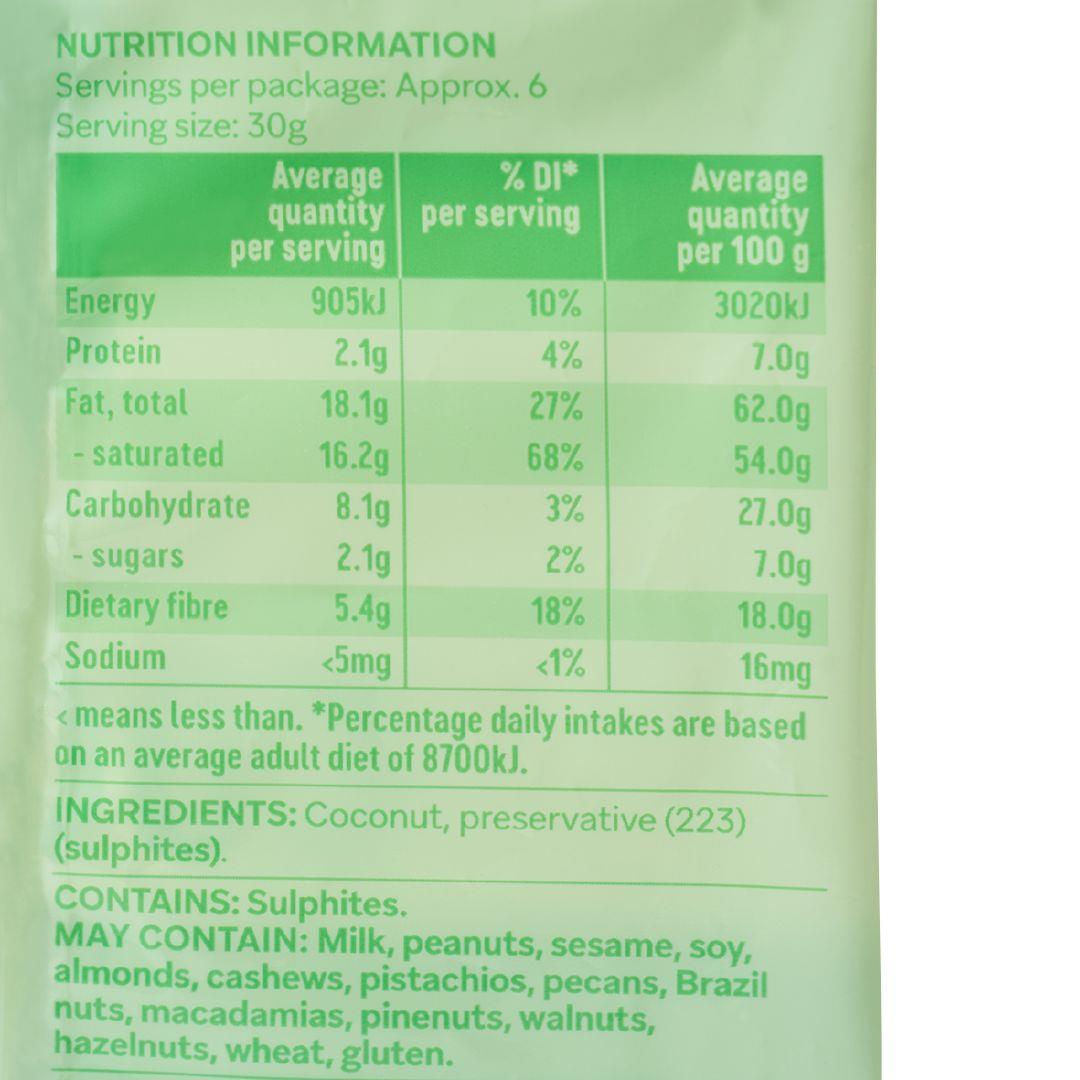 NUTRITION INFORMATION
Servings per package: Approx. 6
Serving size: 30g
Average quantity per serving % DI* per serving Average quantity per 100 g
Energy 905kJ 10% 3020kJ
Protein 2.1g 4% 7.0g
Fat, total 18.1g 27% 62.0g
- saturated 16.2g 68% 54.0g
Carbohydrate 8.1g 3% 27.0g
- sugars 2.1g 2% 7.0g
Dietary fibre 5.4g 18% 18.0g
Sodium <5mg <1% 16mg
< means less than. *Percentage daily intakes are based
on an average adult diet of 8700kJ.
INGREDIENTS: Coconut, preservative (223)
(sulphites).
CONTAINS: Sulphites.
MAY CONTAIN: Milk, peanuts, sesame, soy,
almonds, cashews, pistachios, pecans, Brazil
nuts, macadamias, pinenuts, walnuts,
hazelnuts, wheat, gluten.